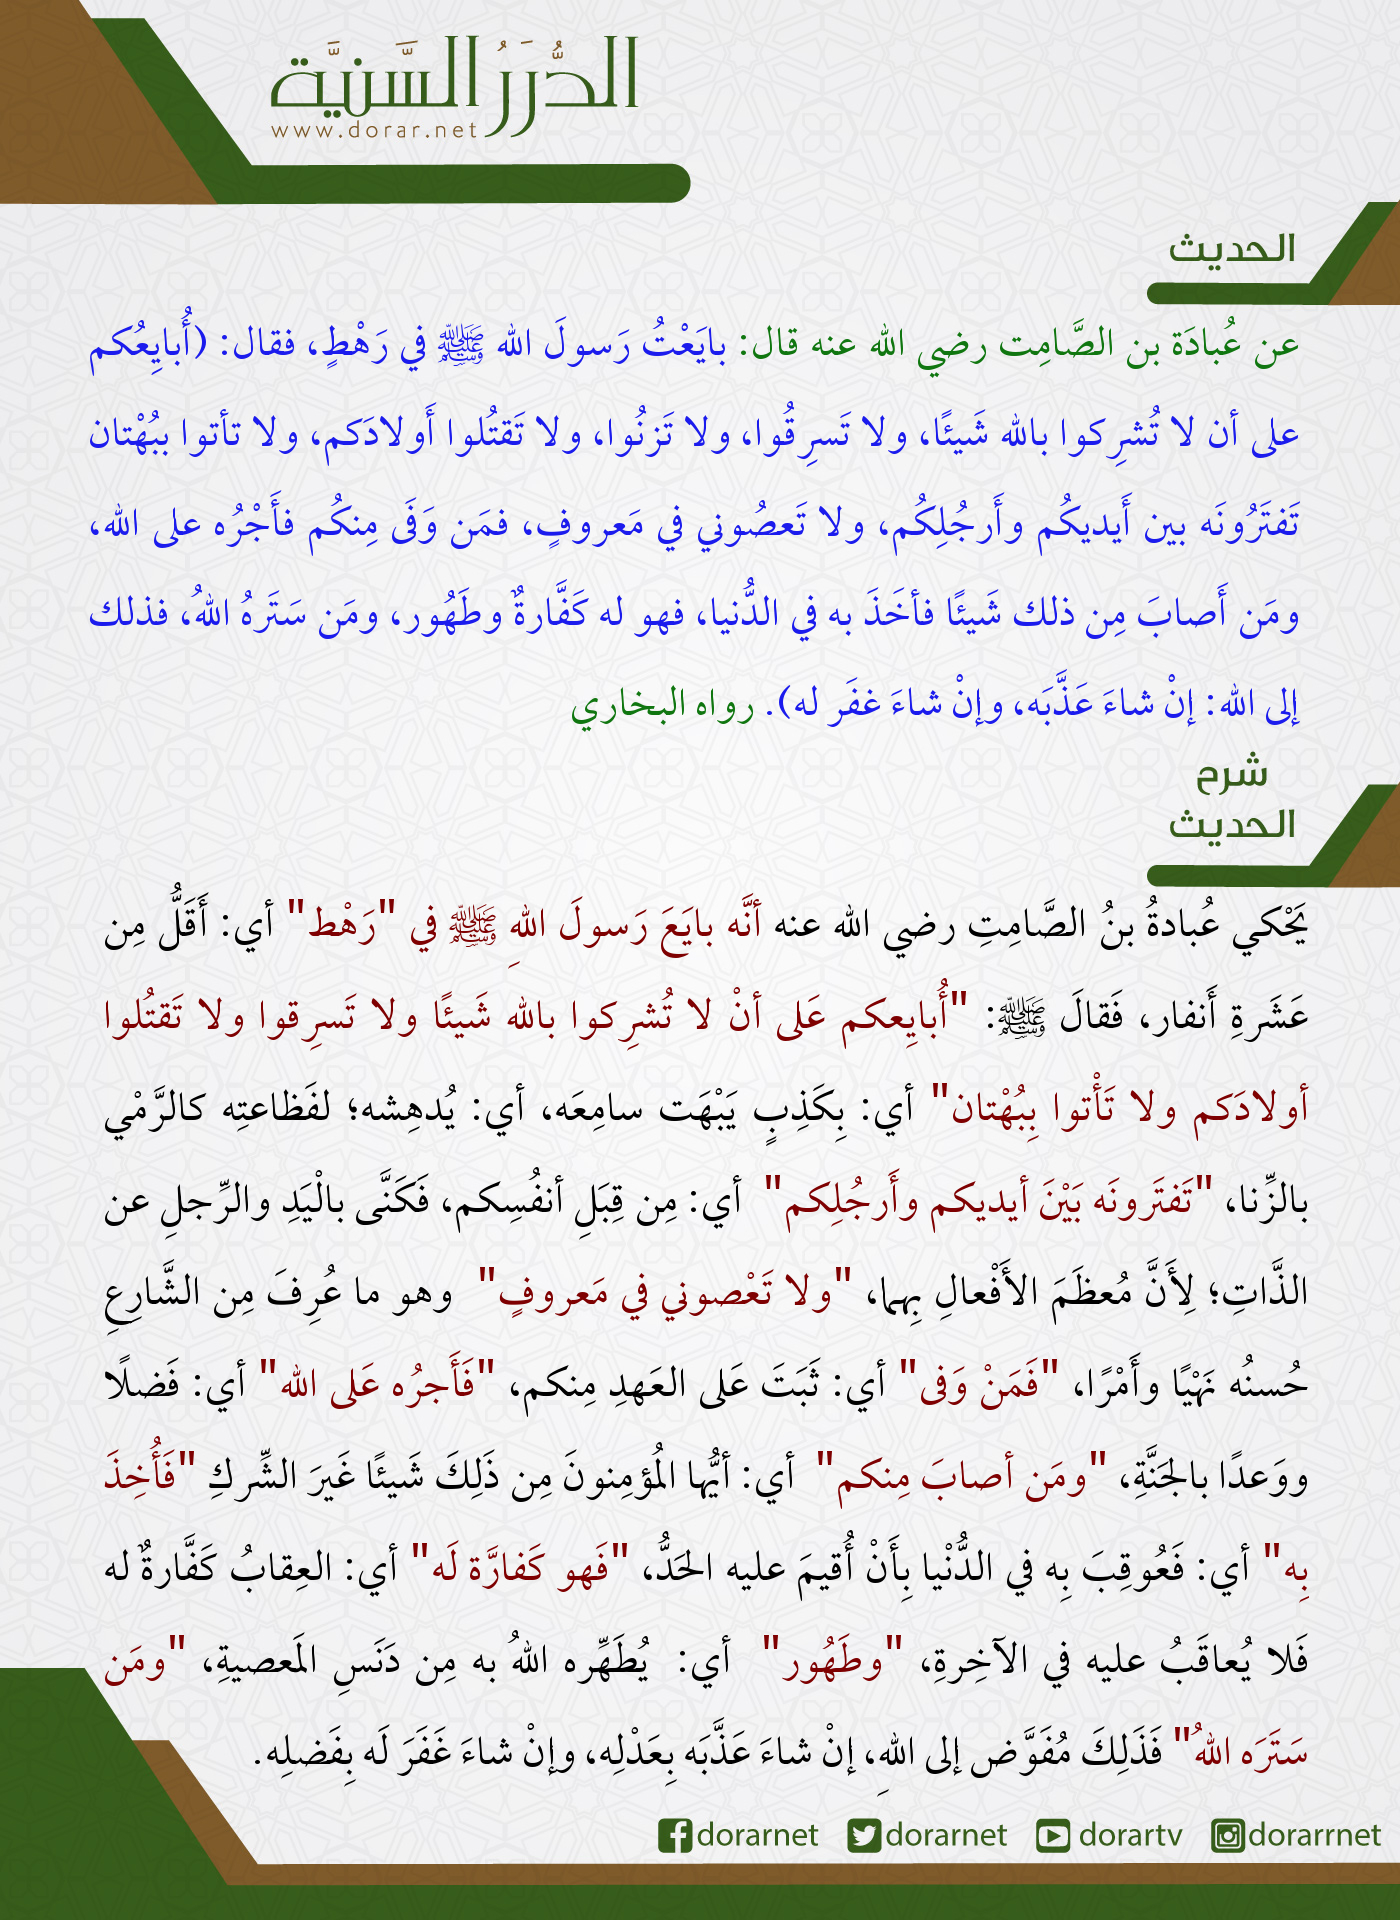 الدُّرَرُ السَّنِيَّة
www.dorar.net
الحديث
عن عُبادَة بن الصَّامِت رضي الله عنه قال: بايَعْتُ رَسولَ الله ﷺ في رَهْطٍ، فقال: (أُبايِعُكم
على أن لا تُشرِكوا بالله شَيئًا، ولا تَسرِقُوا، ولا تَزنُوا، ولا تَقتُلوا أَولادَكم، ولا تأتوا ببُهْتان
تَفتَرُونَه بين أَيديكُم وأَرجُلِكُم، ولا تَعصُوني في مَعروفٍ، فمَن وَفَى مِنكُم فأَجْرُه على الله،
ومَن أَصابَ مِن ذلك شَيئًا فأخَذَ به في الدُّنيا، فهو له كَفَّارةٌ وطَهُور، ومَن سَتَرهُ اللهُ، فذلك
إلى الله: إنْ شاءَ عَذَّبَه، وإنْ شاءَ غفَر له). رواه البخاري
شرح
الحديث
يَحْكي عُبادةُ بنُ الصَّامِتِ رضي الله عنه أنَّه بايَعَ رَسولَ اللهِ ﷺ في "رَهْط" أي: أَقَلُّ مِن
عَشَرةِ أَنفار، فَقالَ ﷺ: "أُبايِعكم عَلى أنْ لا تُشرِكوا بالله شَيئًا ولا تَسرِقوا ولا تَقتُلوا
أولادَكم ولا تَأْتوا بِبُهْتان" أي: بِكَذِبٍ يَبْهَت سامِعَه، أي: يُدهِشه؛ لفَظاعتِه كالرَّمْي
بالزِّنا، "تَفتَرونَه بَيْنَ أيديكم وأَرجُلِكم" أي: مِن قِبَلِ أنفُسِكم، فَكَنَّى بالْيَدِ والرِّجلِ عن
الذَّاتِ؛ لِأَنَّ مُعظَمَ الأَفْعالِ بِهما، "ولا تَعْصوني في مَعروفٍ" وهو ما عُرِفَ مِن الشَّارِعِ
حُسنُه نَهْيًا وأَمْرًا، "فَمَنْ وَفى" أي: ثَبَتَ عَلى العَهدِ مِنكم، "فَأَجرُه عَلى الله" أي: فَضلًا
ووَعدًا بالجَنَّةِ، "ومَن أصابَ مِنكم" أي: أيُّها المُؤمِنونَ مِن ذَلِكَ شَيئًا غَيرَ الشِّركِ "فَأُخِذَ
بِه" أي: فَعُوقِبَ بِه في الدُّنْيا بِأَنْ أُقيمَ عليه الحَدُّ، "فَهو كَفارَّة لَه" أي: العِقابُ كَفَّارةٌ له
فَلا يُعاقَبُ عليه في الآخِرةِ، "وطَهُور" أي: يُطَهِّره اللهُ به مِن دَنَسِ المَعصيةِ، "ومَن
سَتَرَه اللهُ" فَذَلِكَ مُفَوَّض إلى اللهِ، إنْ شاءَ عَذَّبَه بِعَدْلِه، وإنْ شاءَ غَفَرَ لَه بِفَضلِه.
dorarnet dorarnet dorartv dorarrnet